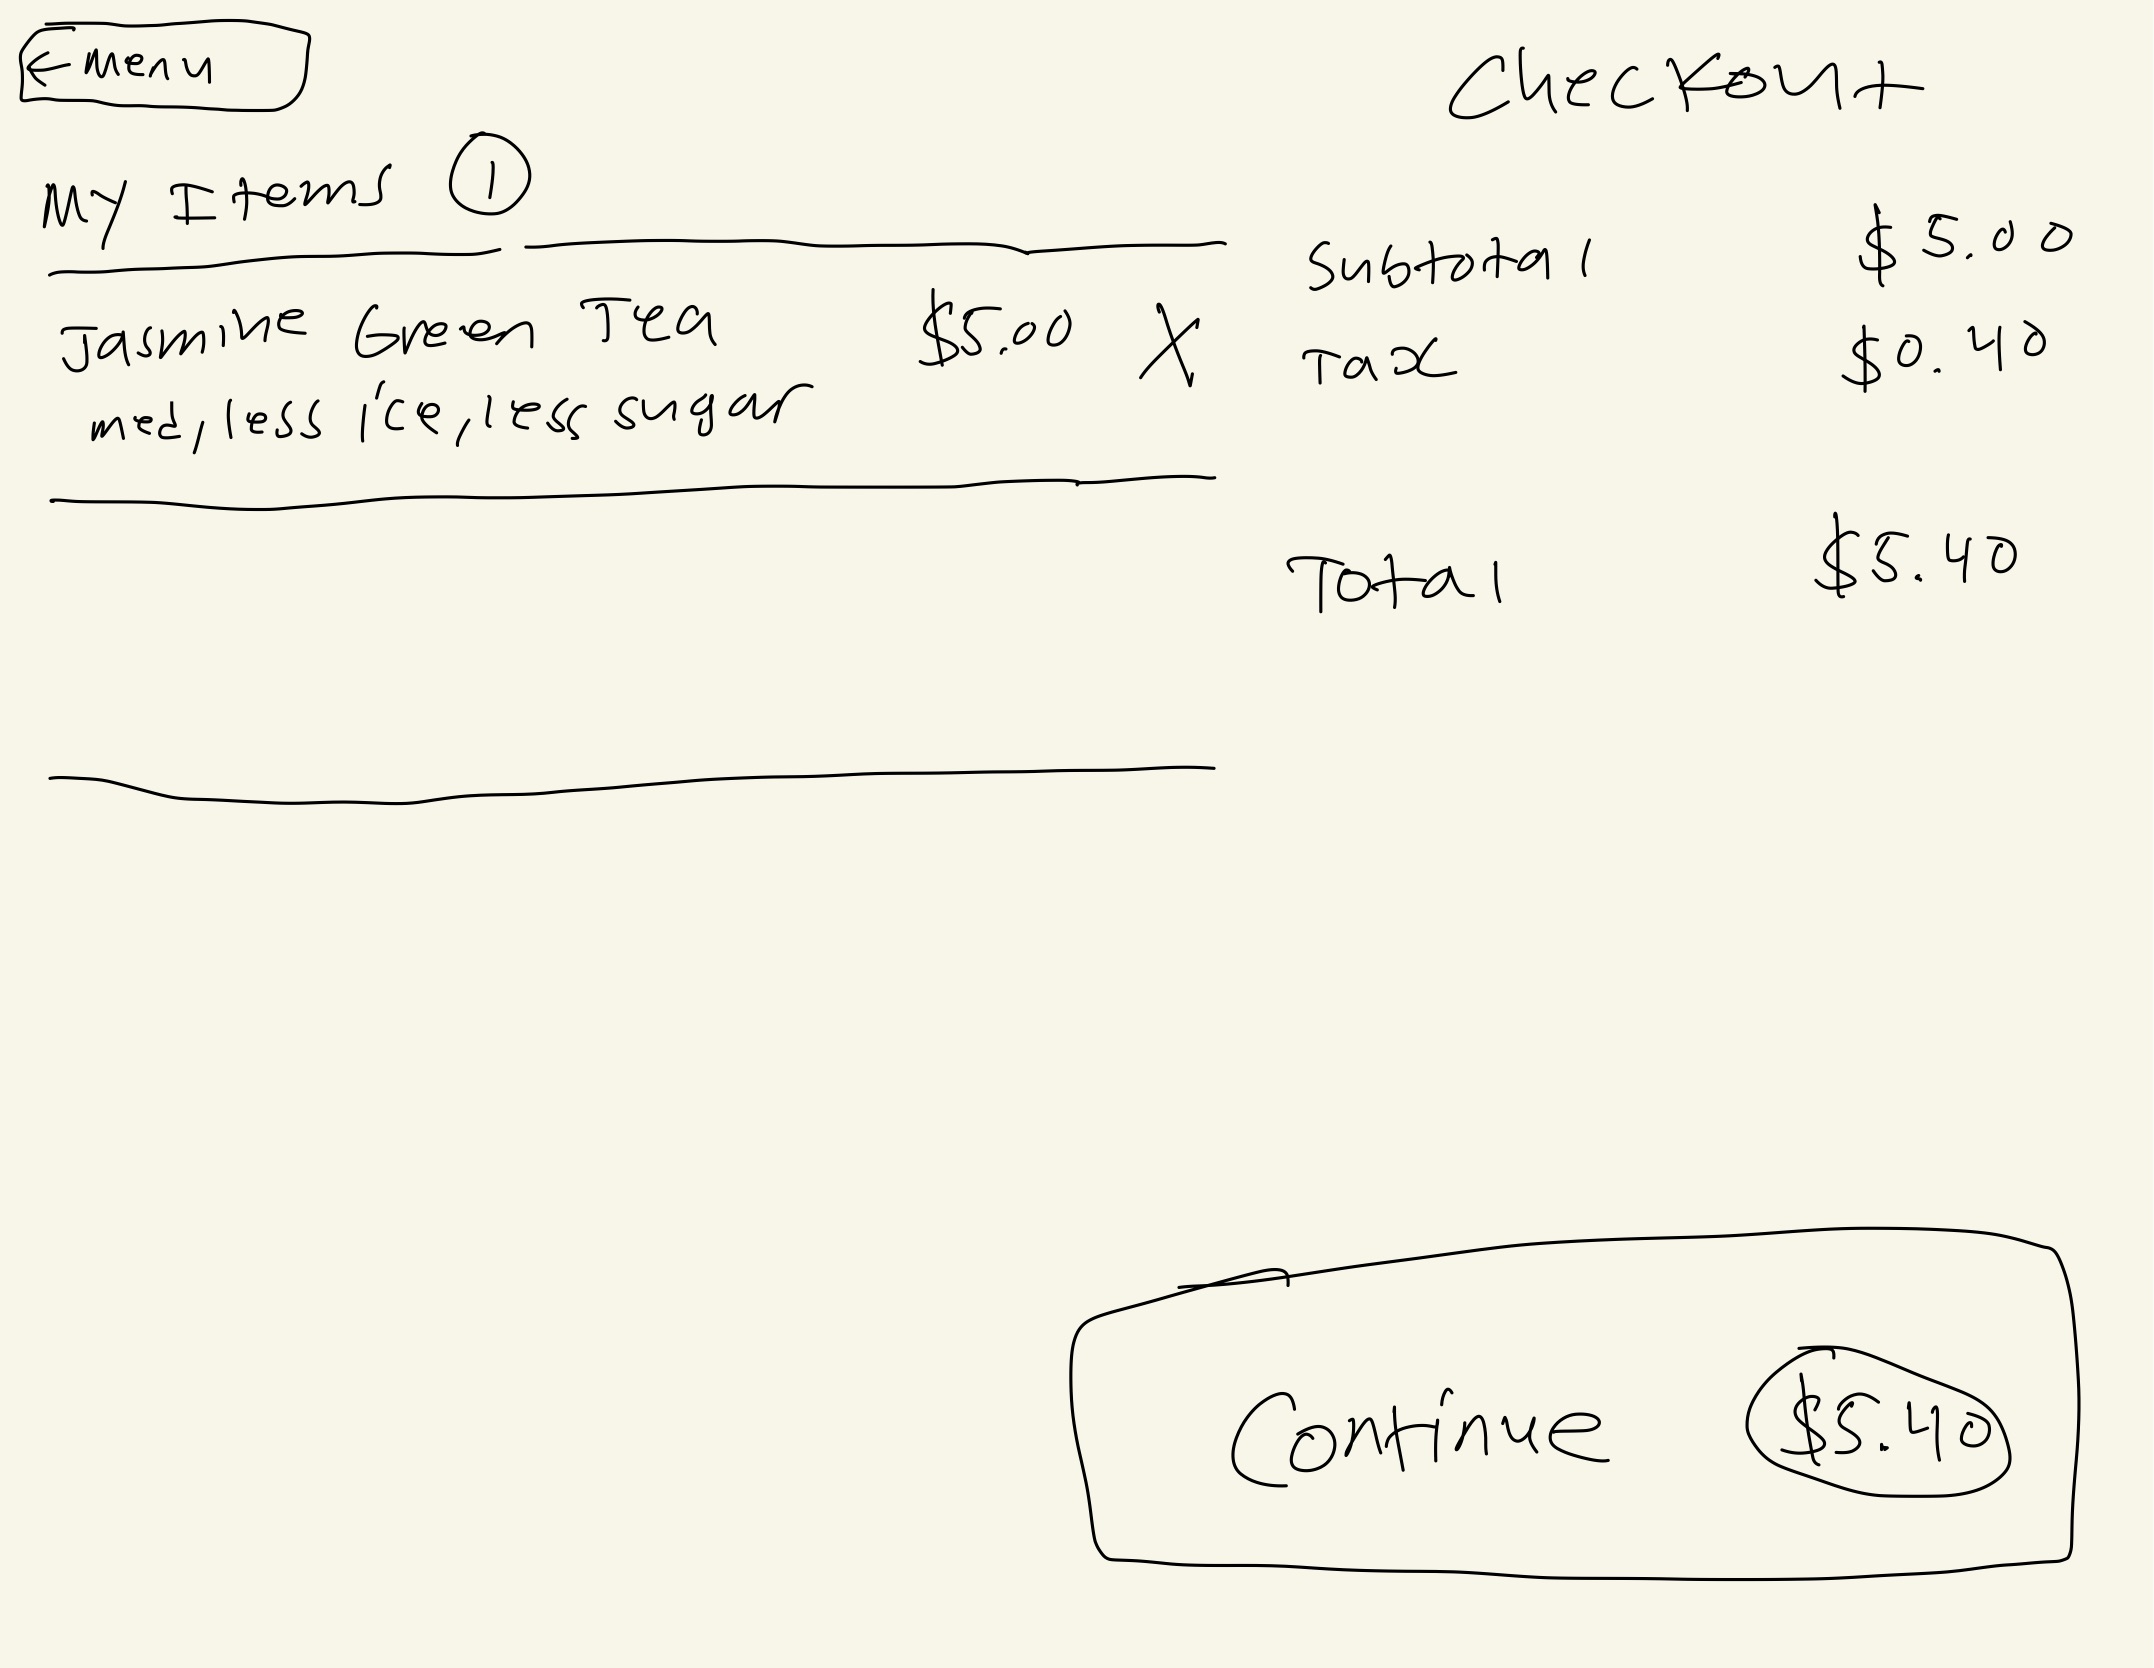 ← menu
Checkout
My Items 1
Subtotal $5.00
Jasmine Green Tea $5.00 X
Tax $0.40
med, less ice, less sugar
Total $5.40
Continue $5.40